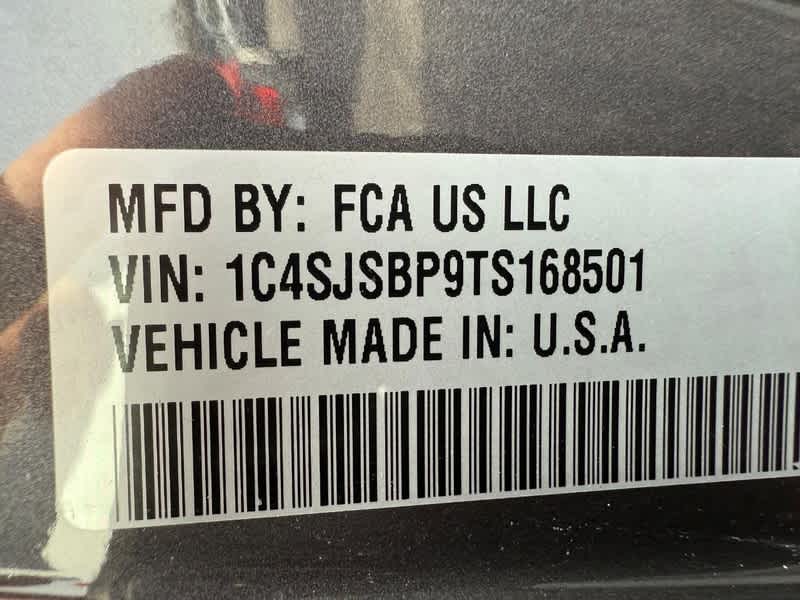 MFD BY: FCA US LLC
VIN: 1C4SJSBP9TS168501
VEHICLE MADE IN: U.S.A.